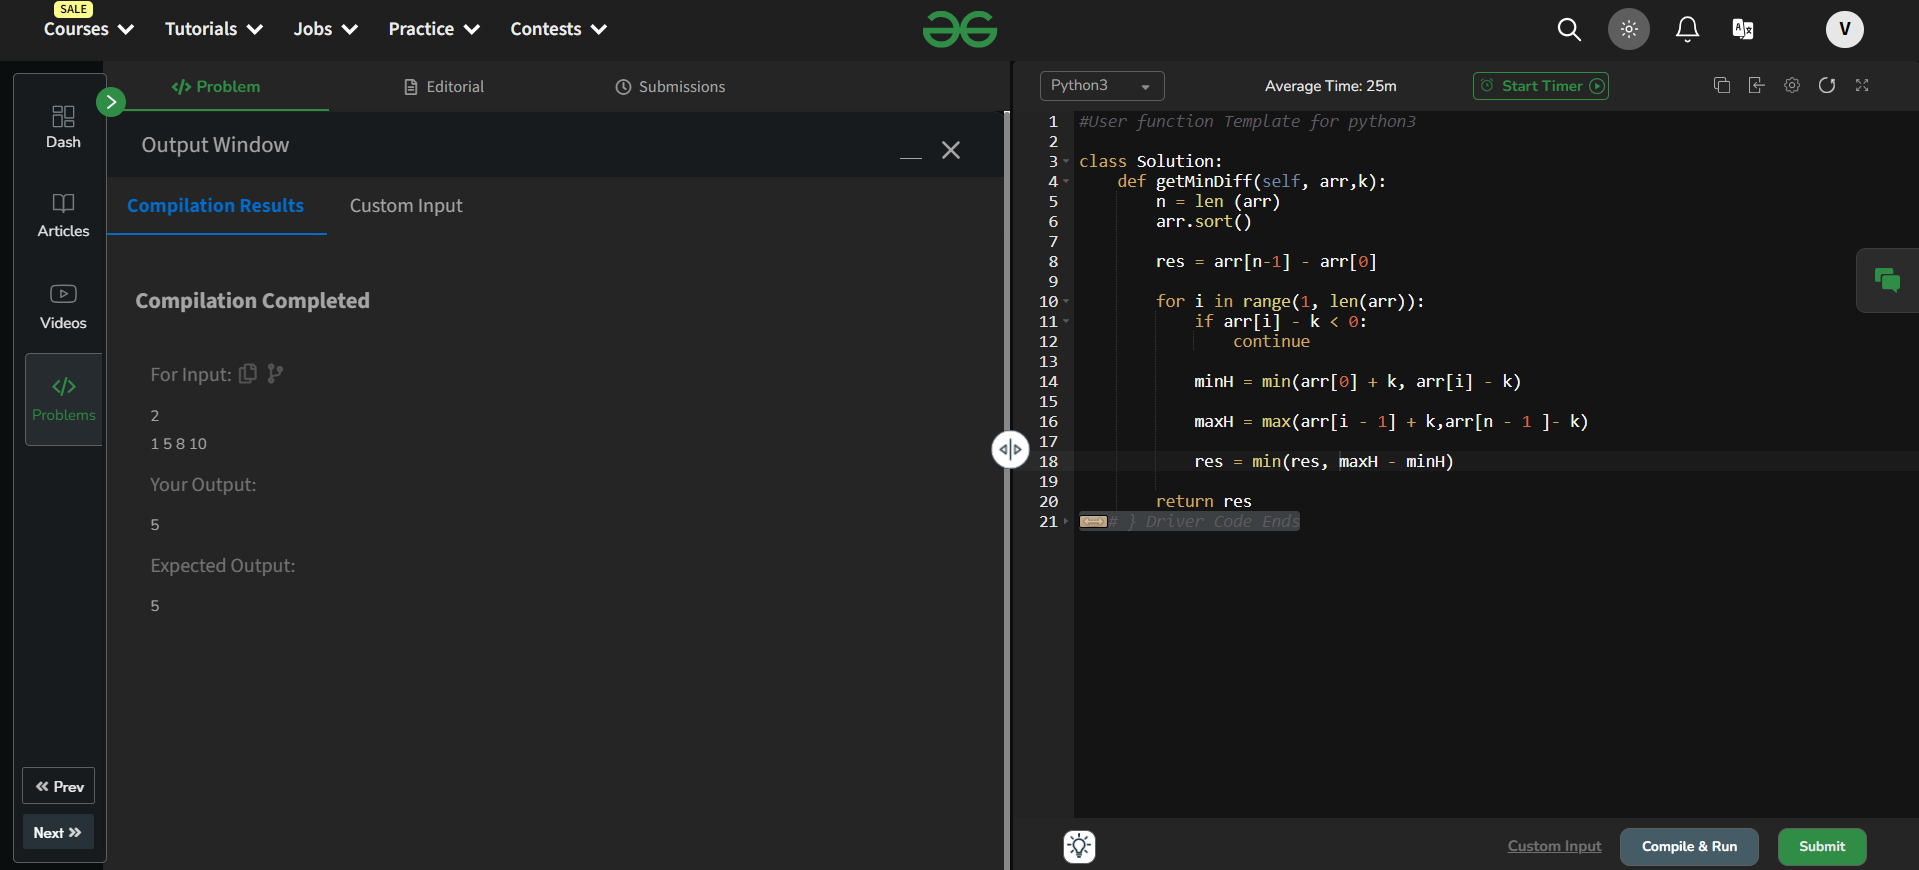 SALE
Courses Tutorials Jobs Practice Contests
V
Dash
Articles
Videos
Problems
Prev
Next
Problem Editorial Submissions
Output Window
Compilation Results Custom Input
Compilation Completed
For Input:
2
1 5 8 10
Your Output:
5
Expected Output:
5
Python3 Average Time: 25m Start Timer
1 #User function Template for python3
2
3 class Solution:
4 def getMinDiff(self, arr,k):
5 n = len (arr)
6 arr.sort()
7
8 res = arr[n-1] - arr[0]
9
10 for i in range(1, len(arr)):
11 if arr[i] - k < 0:
12 continue
13
14 minH = min(arr[0] + k, arr[i] - k)
15
16 maxH = max(arr[i - 1] + k,arr[n - 1 ]- k)
17
18 res = min(res, maxH - minH)
19
20 return res
21 # } Driver Code Ends
Custom Input Compile & Run Submit